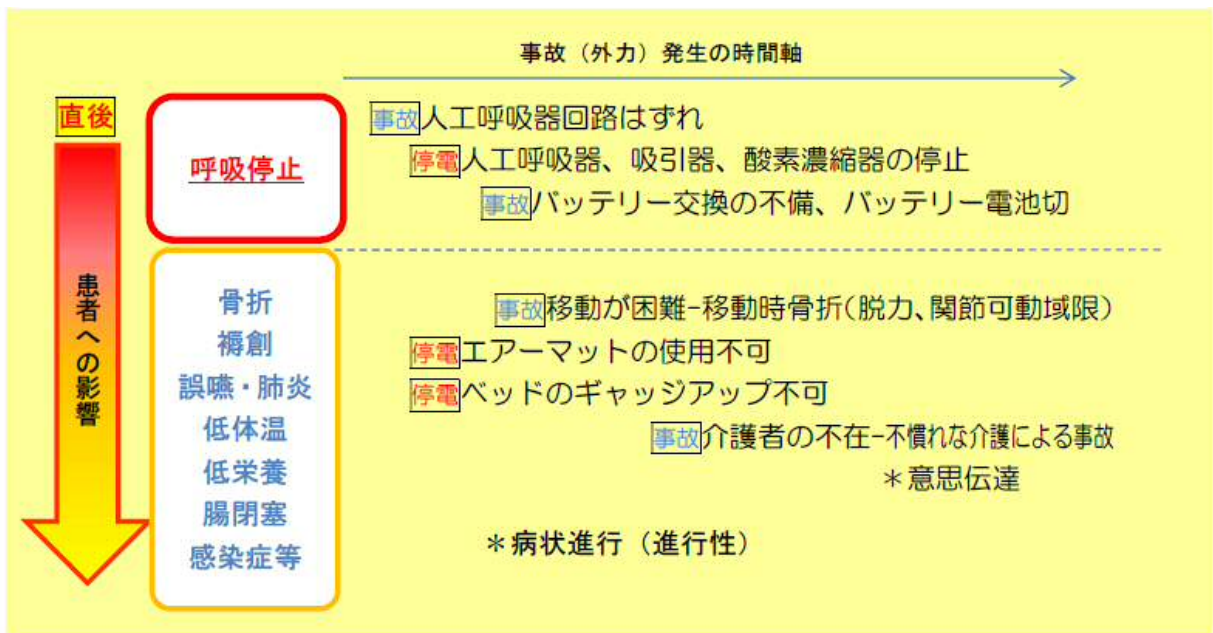 事故（外力）発生の時間軸
直後
呼吸停止
事故人工呼吸器回路はずれ
停電人工呼吸器、吸引器、酸素濃縮器の停止
事故バッテリー交換の不備、バッテリー電池切
患者への影響
骨折
褥創
誤嚥・肺炎
低体温
低栄養
腸閉塞
感染症等
事故移動が困難-移動時骨折（脱力、関節可動域限）
停電エアーマットの使用不可
停電ベッドのギャッジアップ不可
事故介護者の不在-不慣れな介護による事故
＊意思伝達
＊病状進行（進行性）